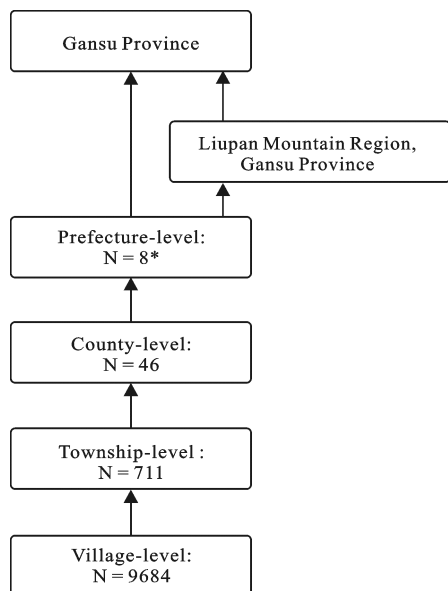 Gansu Province
Liupan Mountain Region,
Gansu Province
Prefecture-level:
N = 8*
County-level:
N = 46
Township-level :
N = 711
Village-level:
N = 9684